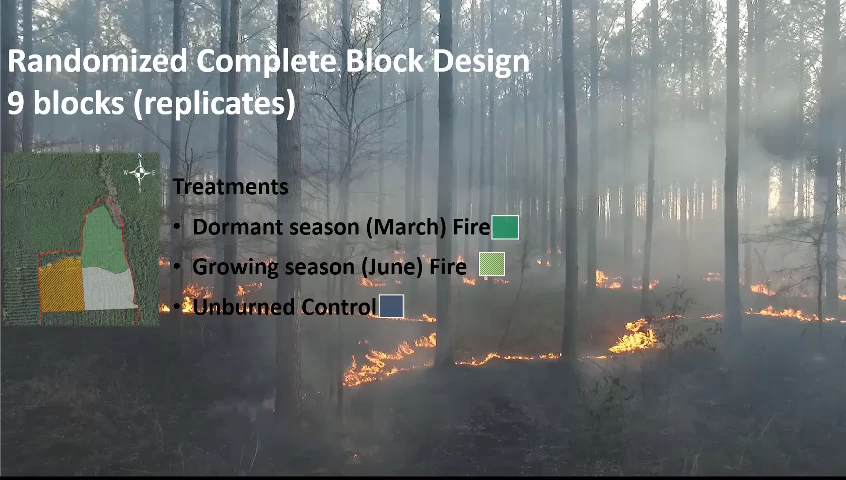 Randomized Complete Block Design
9 blocks (replicates)
Treatments
• Dormant season (March) Fire
• Growing season (June) Fire
• Unburned Control